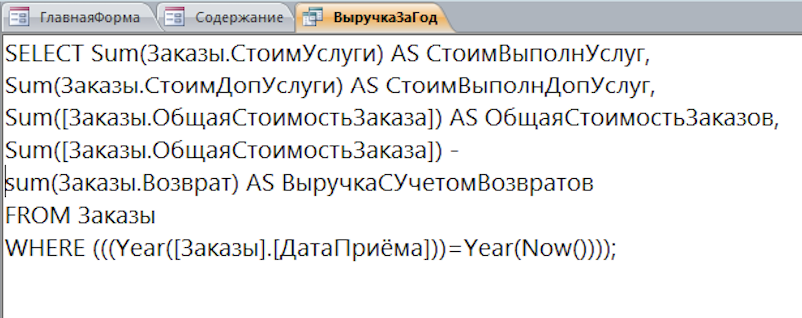 ГлавнаяФорма Содержание ВыручкаЗаГод
SELECT Sum(Заказы.СтоимУслуги) AS СтоимВыполнУслуг,
Sum(Заказы.СтоимДопУслуги) AS СтоимВыполнДопУслуг,
Sum([Заказы.ОбщаяСтоимостьЗаказа]) AS ОбщаяСтоимостьЗаказов,
Sum([Заказы.ОбщаяСтоимостьЗаказа]) -
sum(Заказы.Возврат) AS ВыручкаСУчетомВозвратов
FROM Заказы
WHERE (((Year([Заказы].[ДатаПриёма]))=Year(Now())));